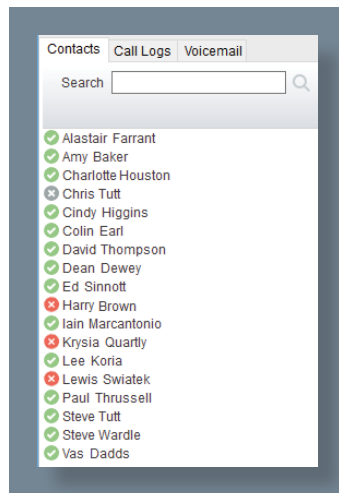 Contacts Call Logs Voicemail
Search
Alastair Farrant
Amy Baker
Charlotte Houston
Chris Tutt
Cindy Higgins
Colin Earl
David Thompson
Dean Dewey
Ed Sinnott
Harry Brown
Iain Marcantonio
Krysia Quartly
Lee Koria
Lewis Swiatek
Paul Thrussell
Steve Tutt
Steve Wardle
Vas Dadds